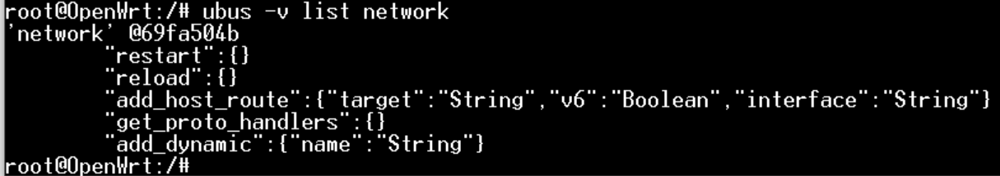 root@OpenWrt:/# ubus -v list network
'network' @69fa504b
"restart":{}
"reload":{}
"add_host_route":{"target":"String","v6":"Boolean","interface":"String"}
"get_proto_handlers":{}
"add_dynamic":{"name":"String"}
root@OpenWrt:/#